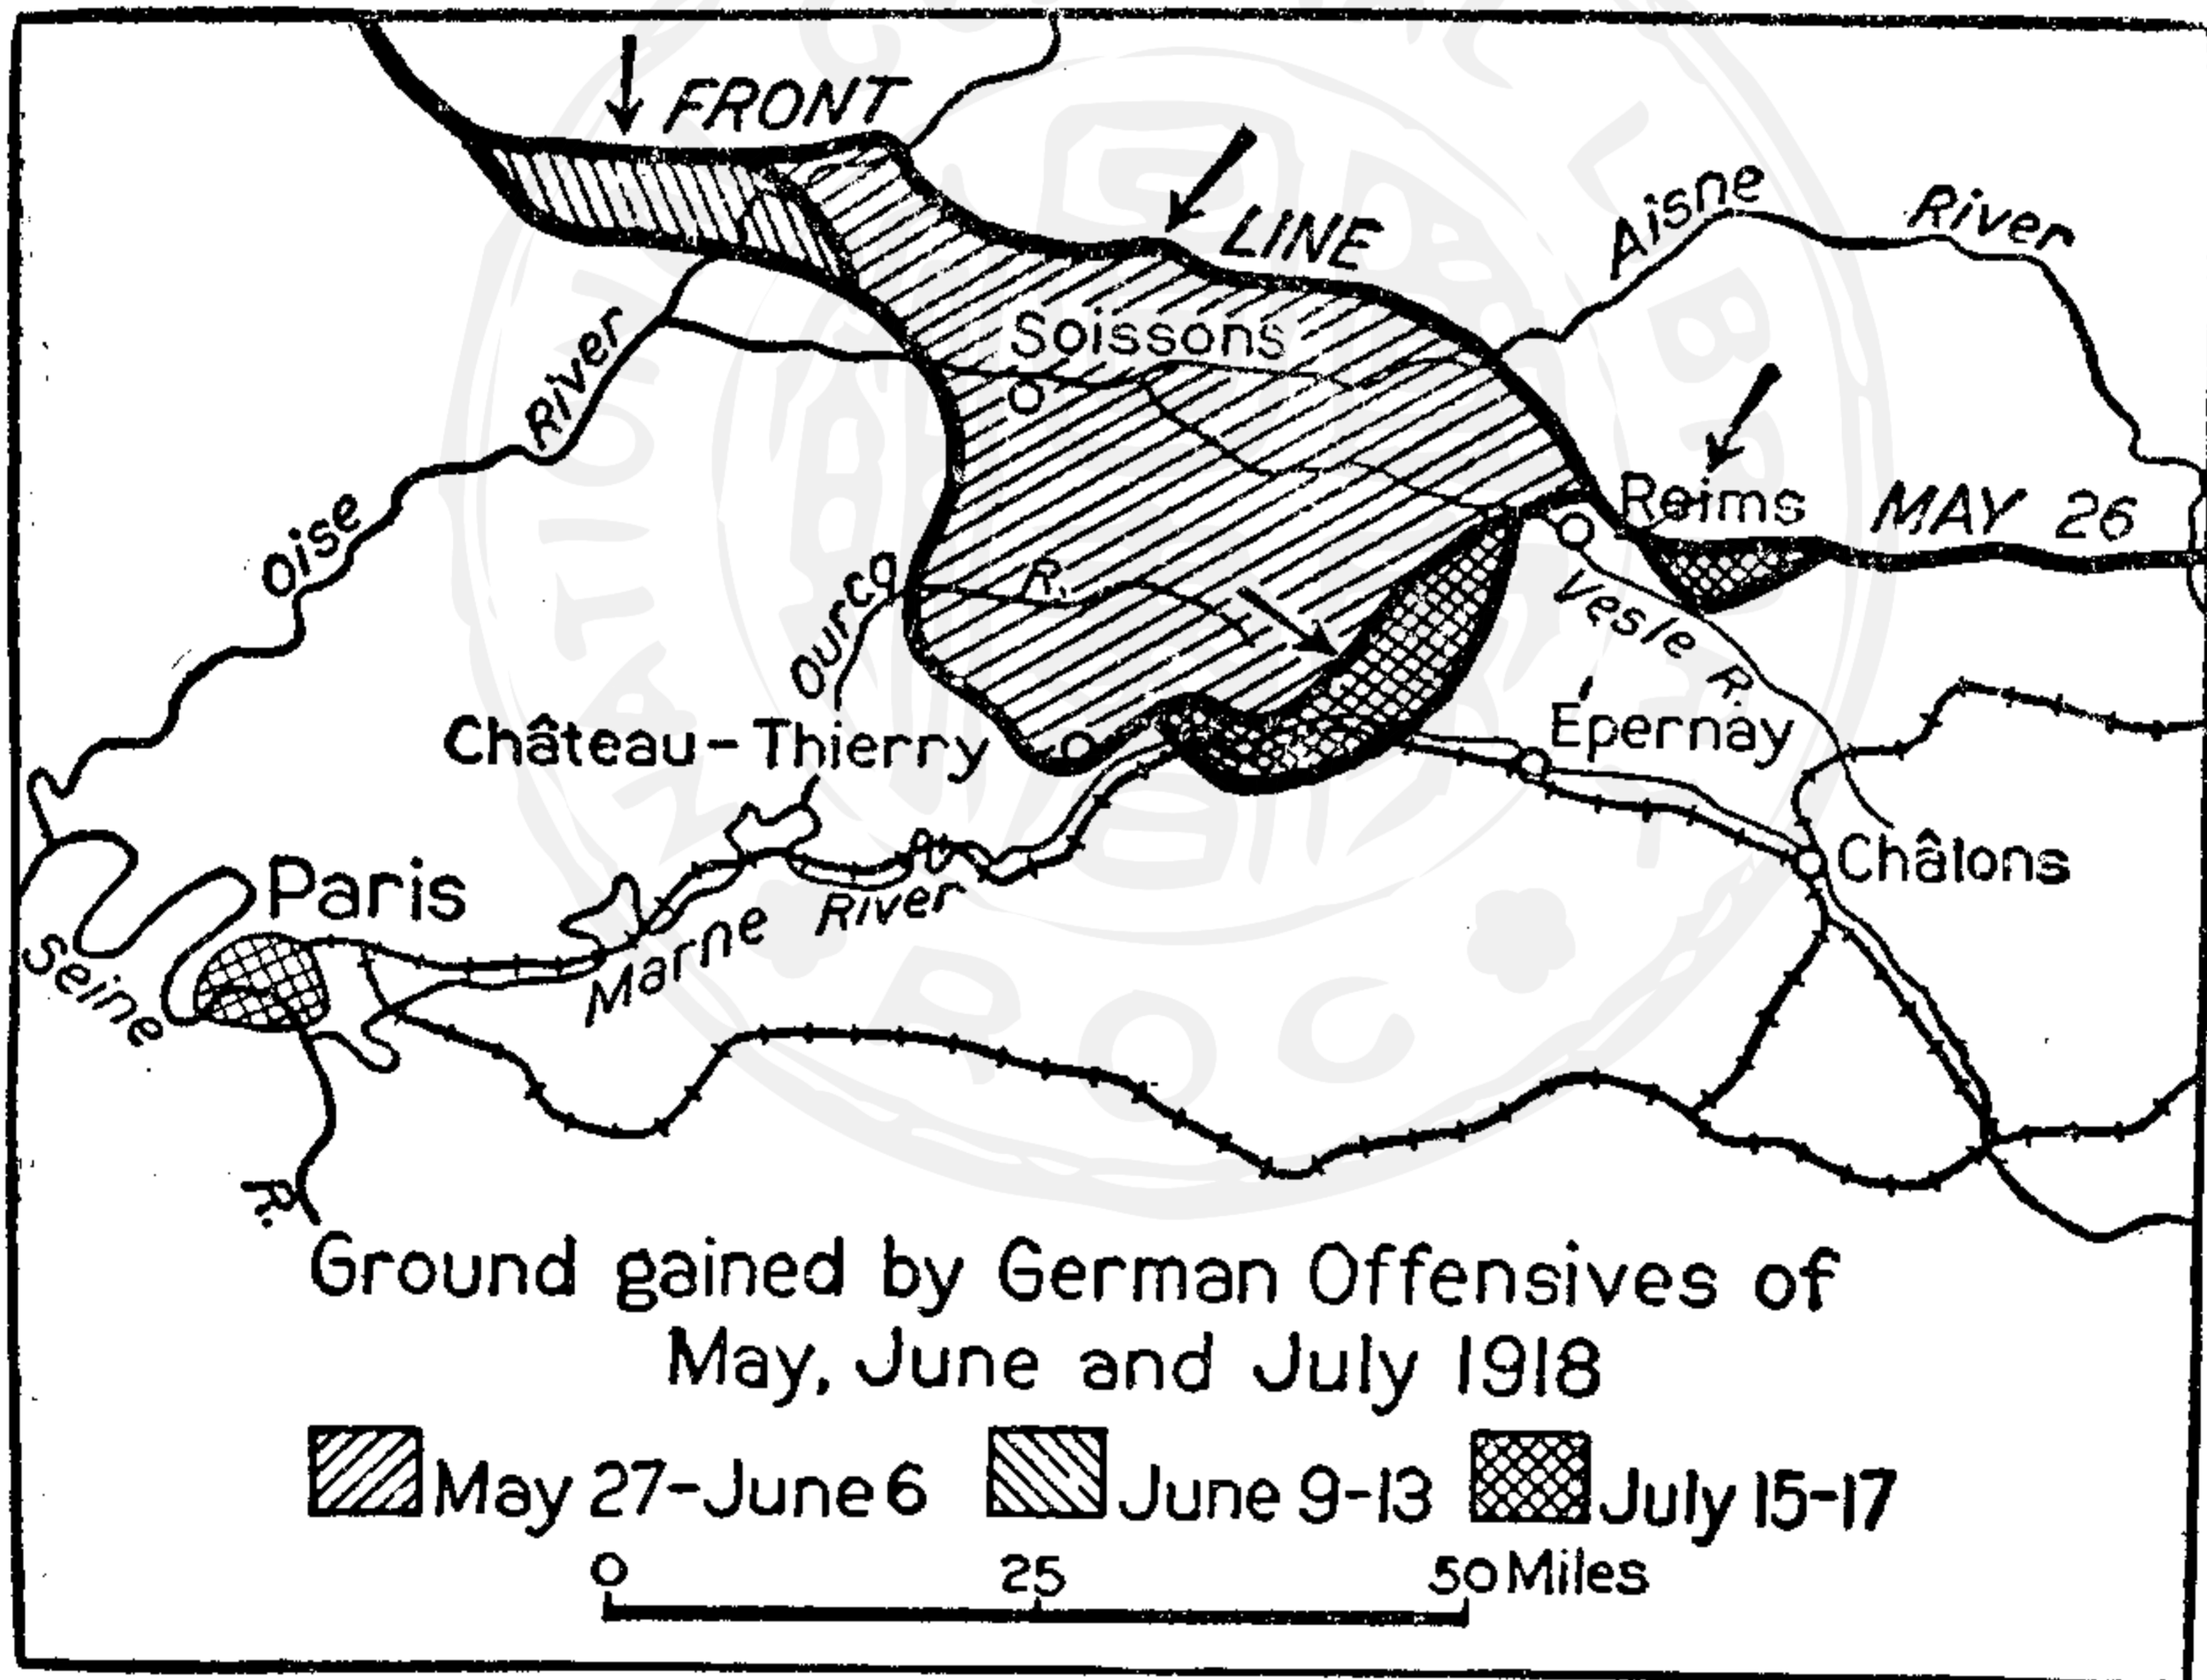 FRONT
LINE
Aisne River
Soissons
River
Oise
Reims
MAY 26
Ourcq R.
Vesle R.
Château-Thierry
Épernay
Châlons
Paris
Marne River
Seine
R.
Ground gained by German Offensives of
May, June and July 1918
May 27-June 6 June 9-13 July 15-17
0 25 50 Miles